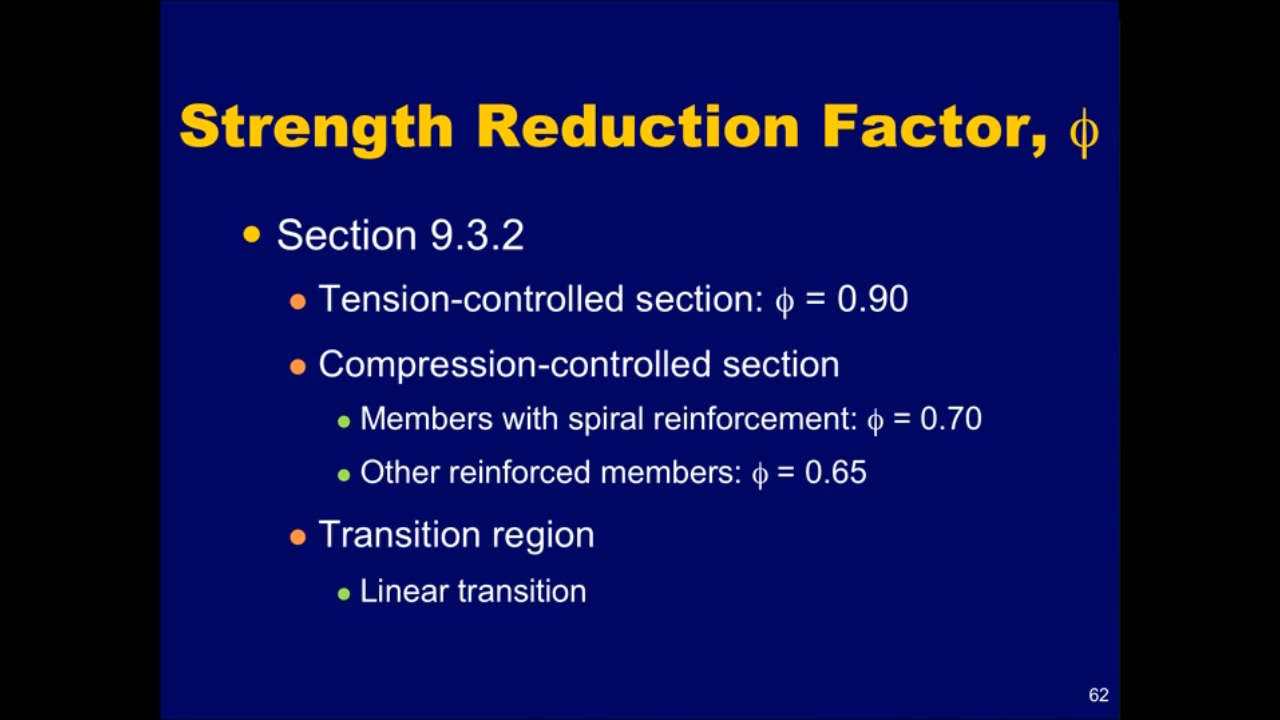 Strength Reduction Factor, ϕ
• Section 9.3.2
• Tension-controlled section: ϕ = 0.90
• Compression-controlled section
• Members with spiral reinforcement: ϕ = 0.70
• Other reinforced members: ϕ = 0.65
• Transition region
• Linear transition
62